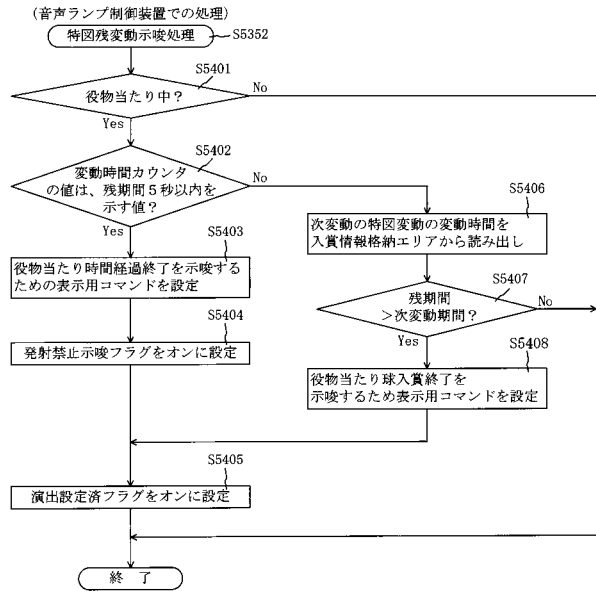 (音声ランプ制御装置での処理)
特図残変動示唆処理
S5352
S5401
役物当たり中?
No
Yes
S5402
変動時間カウンタ
の値は、残期間5秒以内を
示す値?
No
Yes
S5403
役物当たり時間経過終了を示唆する
ための表示用コマンドを設定
S5404
発射禁止示唆フラグをオンに設定
S5406
次変動の特図変動の変動時間を
入賞情報格納エリアから読み出し
S5407
残期間
>次変動期間?
No
Yes
S5408
役物当たり球入賞終了を
示唆するため表示用コマンドを設定
S5405
演出設定済フラグをオンに設定
終 了